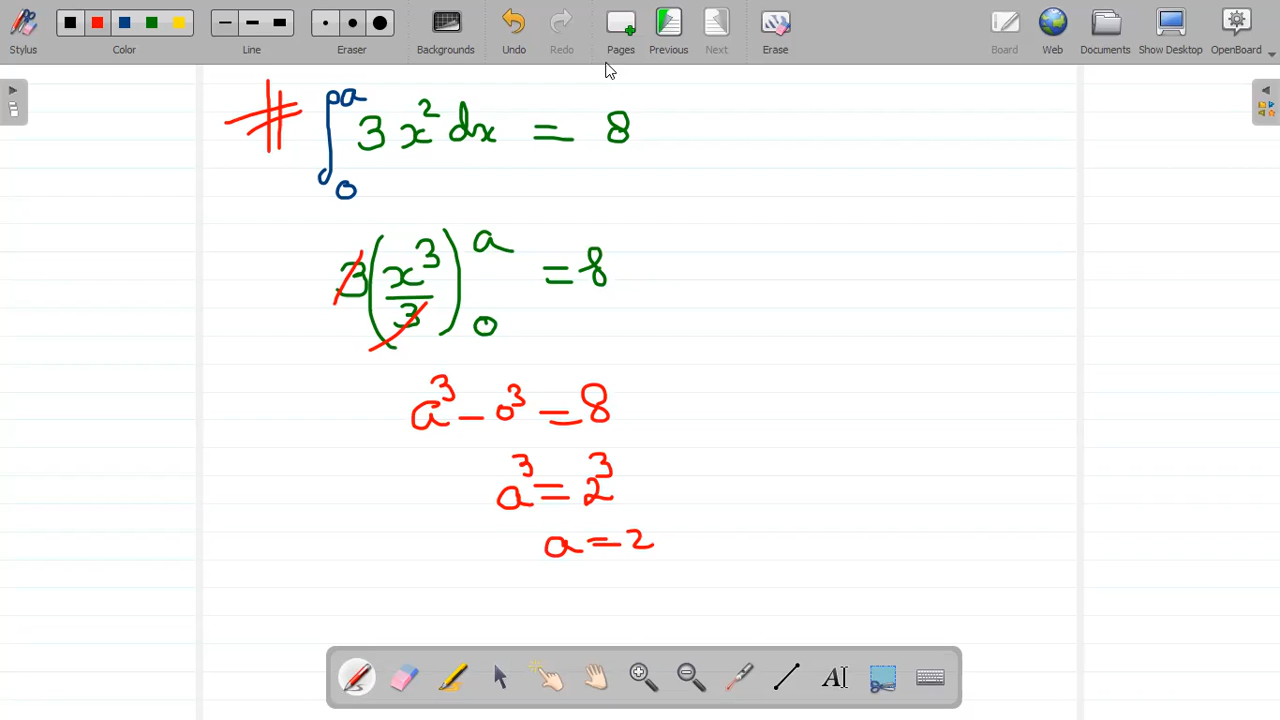 Stylus Color Line Eraser Backgrounds Undo Redo Pages Previous Next Erase Board Web Documents Show Desktop OpenBoard
# ∫₀ᵃ 3x² dx = 8
3(x³/3)₀ᵃ = 8
a³ - 0³ = 8
a³ = 2³
a = 2
A